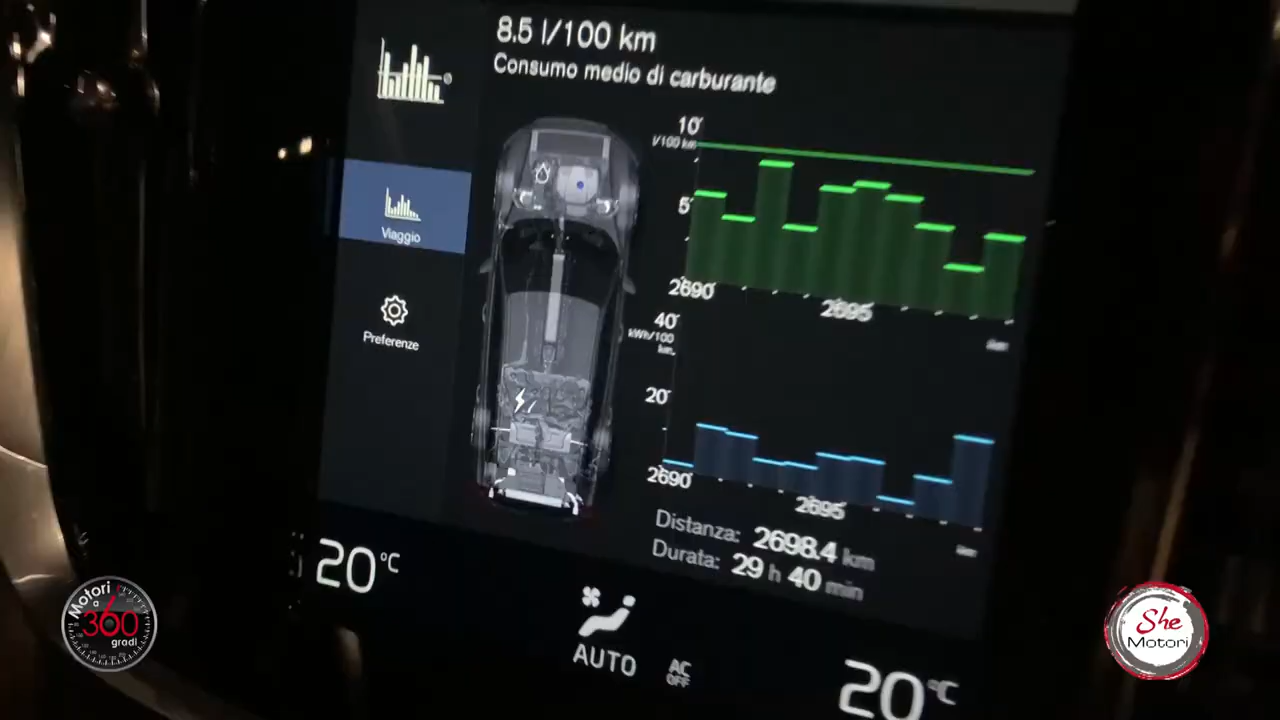 8.5 l/100 km
Consumo medio di carburante
Viaggio
Preferenze
10
l/100 km
5
2690
2695
km
40
kWh/100
km
20
2690
2695
km
Distanza: 2698.4 km
Durata: 29 h 40 min
20°C
AUTO
AC
OFF
20°C
Motori
a
360
gradi
She
Motori